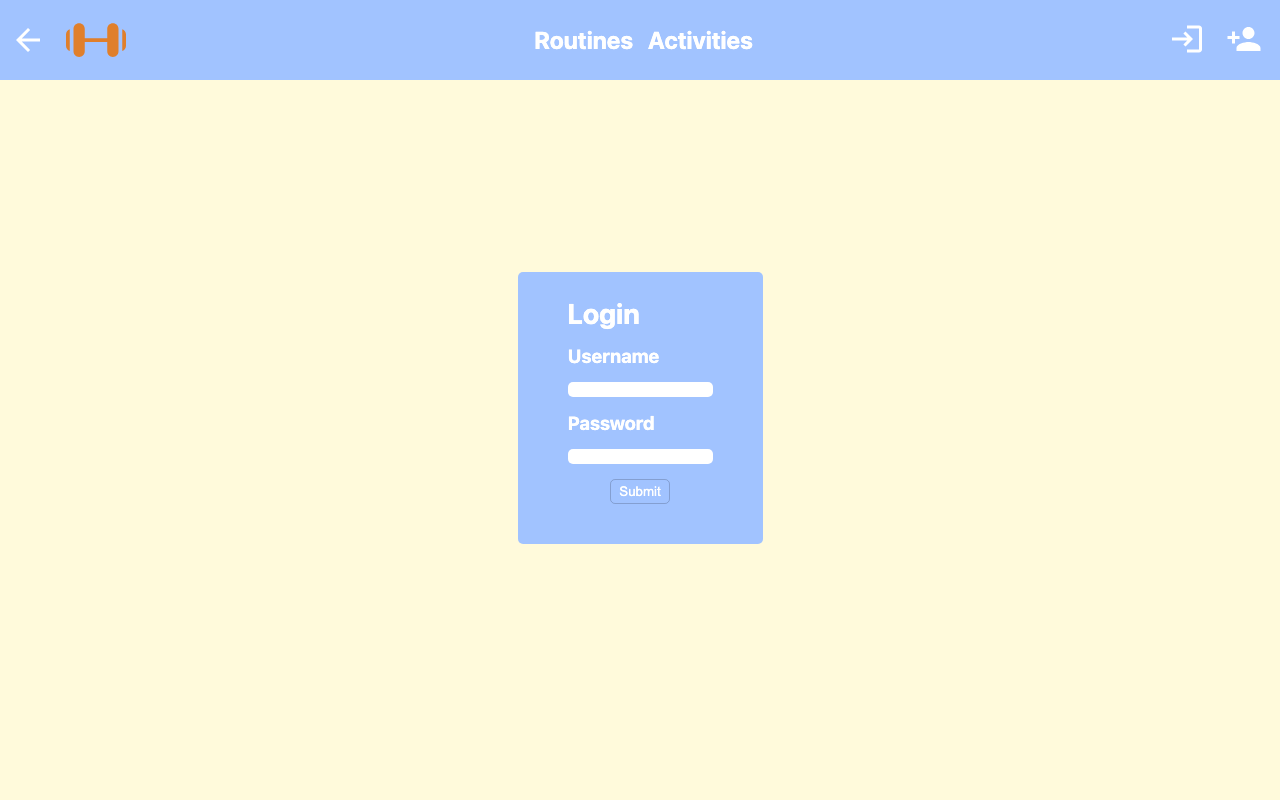 Routines Activities
Login
Username
Password
Submit